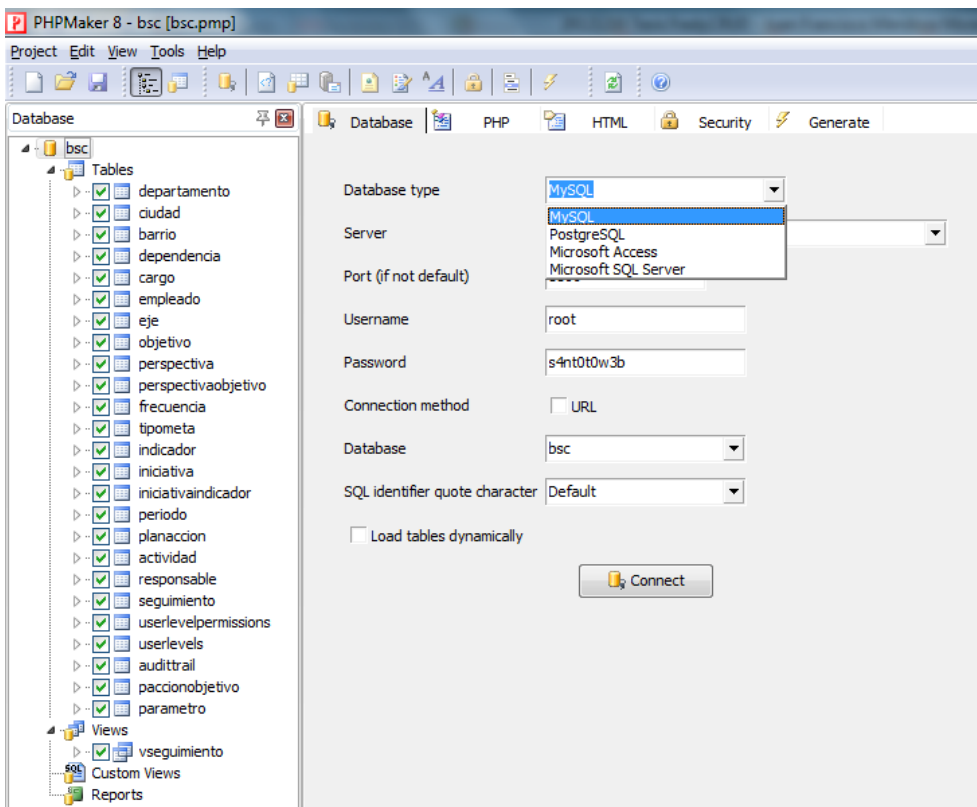 PHPMaker 8 - bsc [bsc.pmp]
Project Edit View Tools Help
Database
bsc
Tables
departamento
ciudad
barrio
dependencia
cargo
empleado
eje
objetivo
perspectiva
perspectivaobjetivo
frecuencia
tipometa
indicador
iniciativa
iniciativaindicador
periodo
planaccion
actividad
responsable
seguimiento
userlevelpermissions
userlevels
audittrail
paccionobjetivo
parametro
Views
vseguimiento
Custom Views
Reports
Database PHP HTML Security Generate
Database type MySQL
MySQL
PostgreSQL
Microsoft Access
Microsoft SQL Server
Server
Port (if not default)
Username root
Password s4nt0t0w3b
Connection method URL
Database bsc
SQL identifier quote character Default
Load tables dynamically
Connect